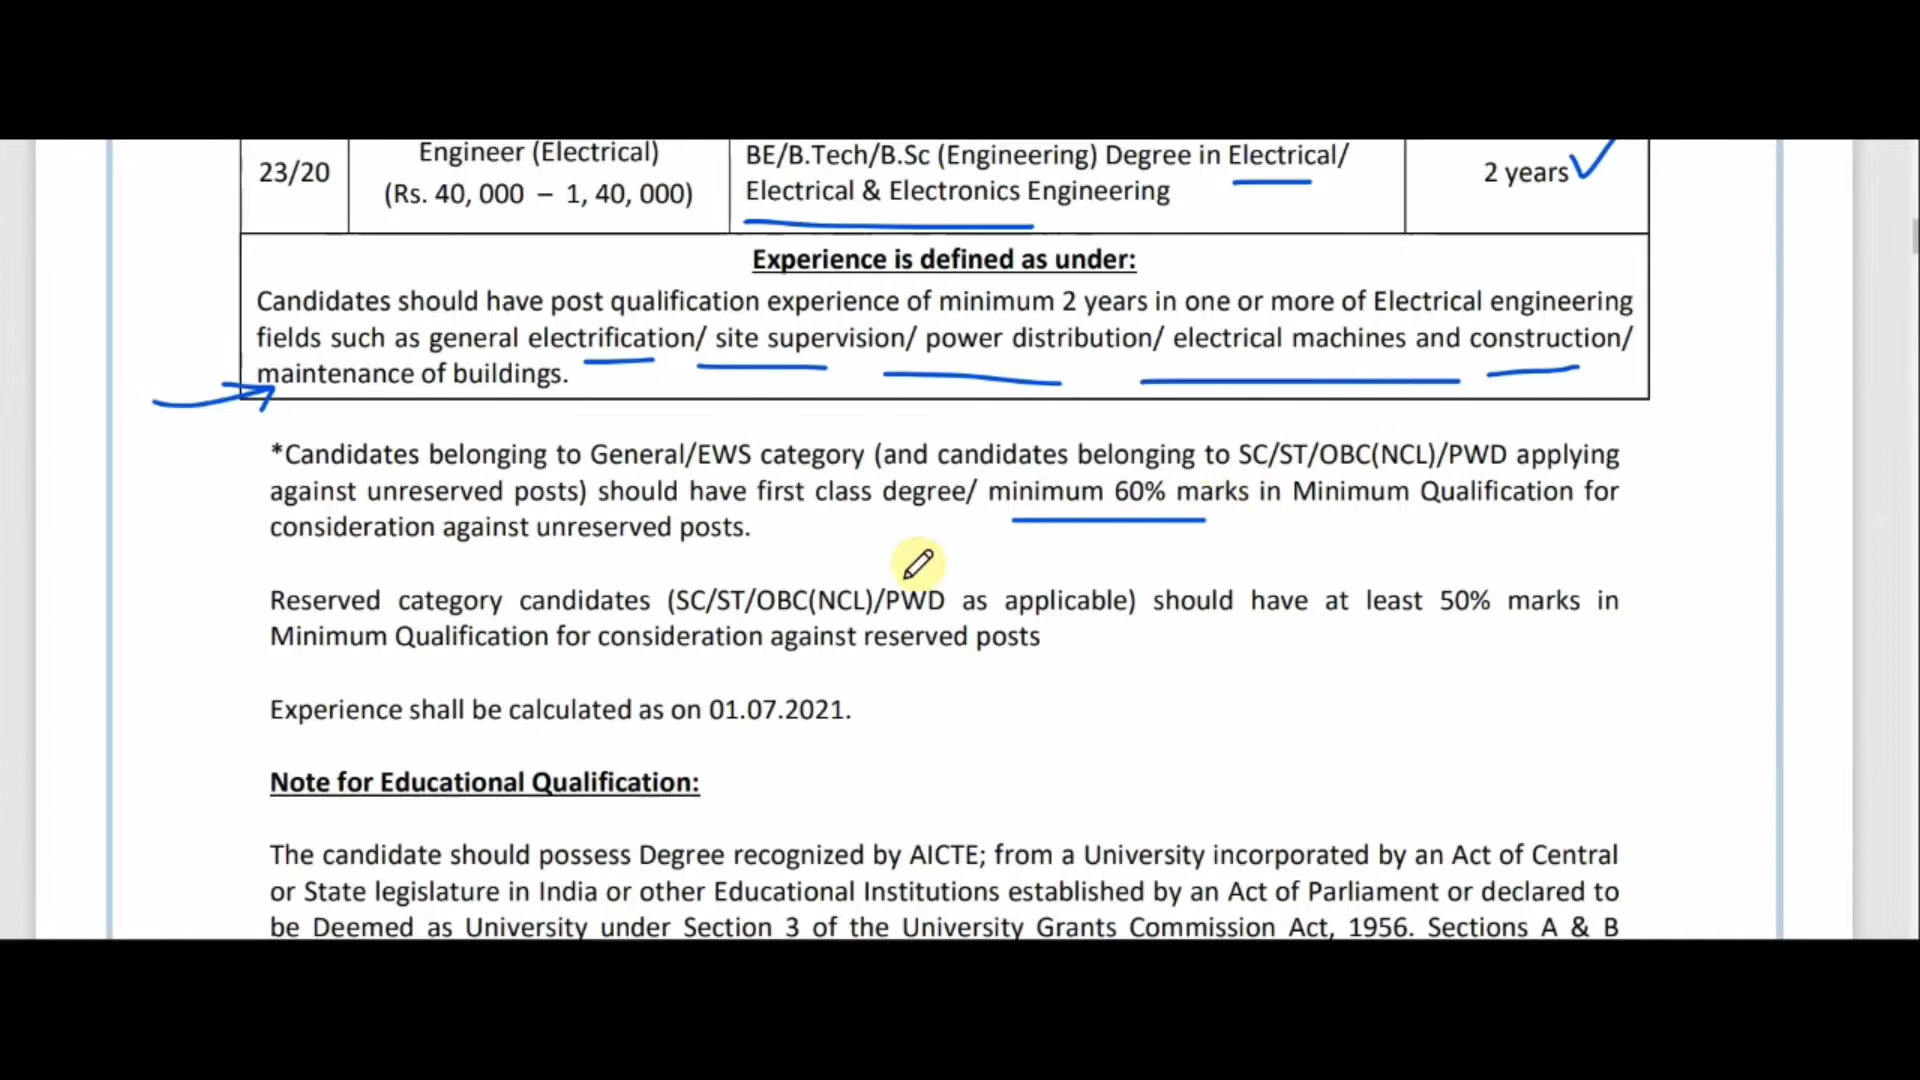 23/20
Engineer (Electrical)
(Rs. 40, 000 – 1, 40, 000)
BE/B.Tech/B.Sc (Engineering) Degree in Electrical/
Electrical & Electronics Engineering
2 years
Experience is defined as under:
Candidates should have post qualification experience of minimum 2 years in one or more of Electrical engineering
fields such as general electrification/ site supervision/ power distribution/ electrical machines and construction/
maintenance of buildings.
*Candidates belonging to General/EWS category (and candidates belonging to SC/ST/OBC(NCL)/PWD applying
against unreserved posts) should have first class degree/ minimum 60% marks in Minimum Qualification for
consideration against unreserved posts.
Reserved category candidates (SC/ST/OBC(NCL)/PWD as applicable) should have at least 50% marks in
Minimum Qualification for consideration against reserved posts
Experience shall be calculated as on 01.07.2021.
Note for Educational Qualification:
The candidate should possess Degree recognized by AICTE; from a University incorporated by an Act of Central
or State legislature in India or other Educational Institutions established by an Act of Parliament or declared to
be Deemed as University under Section 3 of the University Grants Commission Act, 1956. Sections A & B